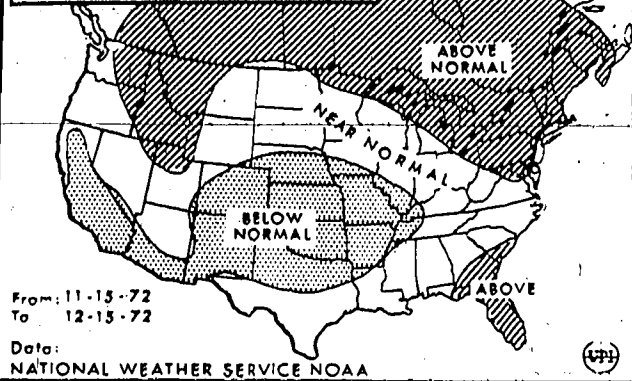 ABOVE
NORMAL
NEAR NORMAL
BELOW
NORMAL
ABOVE
From: 11-15-72
To 12-15-72
Data:
NATIONAL WEATHER SERVICE NOAA
UPI